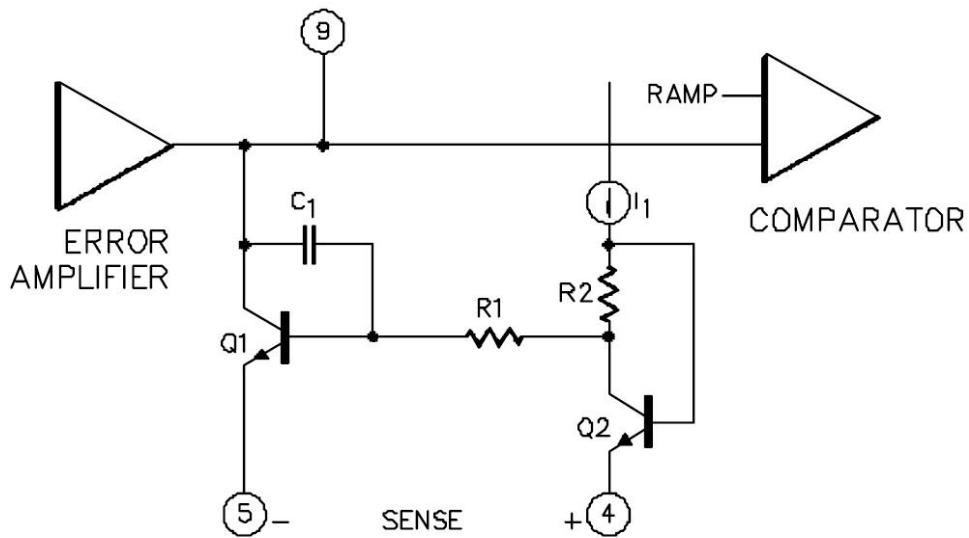 9
RAMP
C1
I1
COMPARATOR
ERROR
AMPLIFIER
R2
R1
Q1
Q2
5 - SENSE + 4